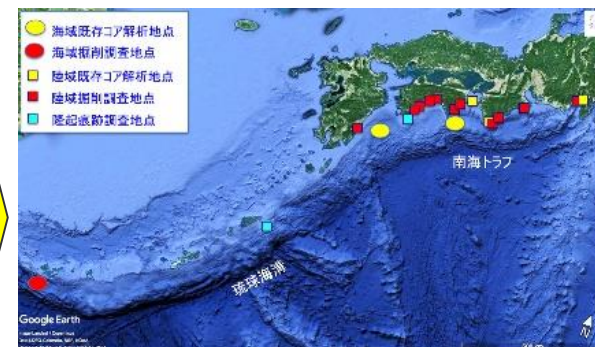 海域既存コア解析地点
海域掘削調査地点
陸域既存コア解析地点
陸域掘削調査地点
隆起痕跡調査地点
南海トラフ
琉球海溝
Google Earth
N